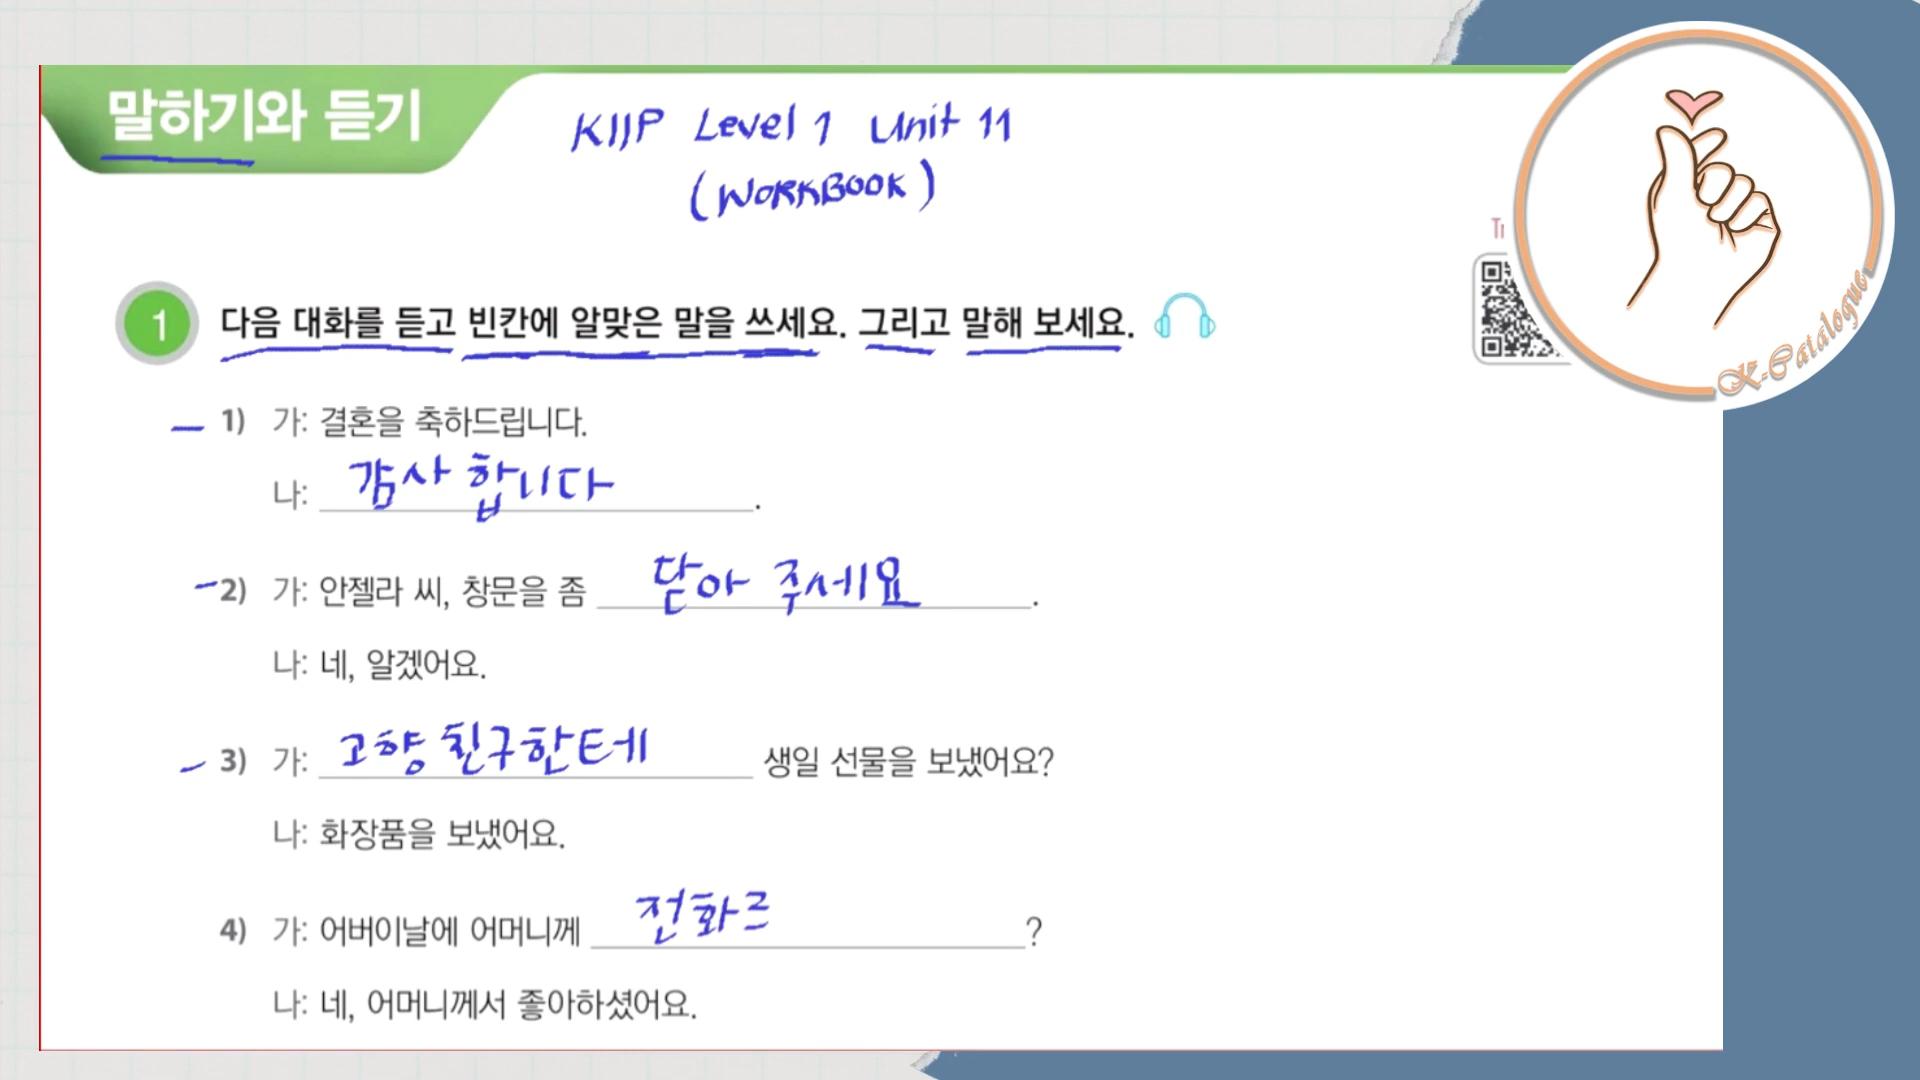 말하기와 듣기
KIIP Level 1 Unit 11
(WORKBOOK)
Tr
1 다음 대화를 듣고 빈칸에 알맞은 말을 쓰세요. 그리고 말해 보세요.
1) 가: 결혼을 축하드립니다.
나: 감사합니다.
2) 가: 안젤라 씨, 창문을 좀 닫아 주세요.
나: 네, 알겠어요.
3) 가: 고향 친구한테 생일 선물을 보냈어요?
나: 화장품을 보냈어요.
4) 가: 어버이날에 어머니께 전화르?
나: 네, 어머니께서 좋아하셨어요.
K-Catalogue